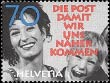 70
DIE POST
DAMIT
WIR UNS
NÄHER
KOMMEN
HELVETIA